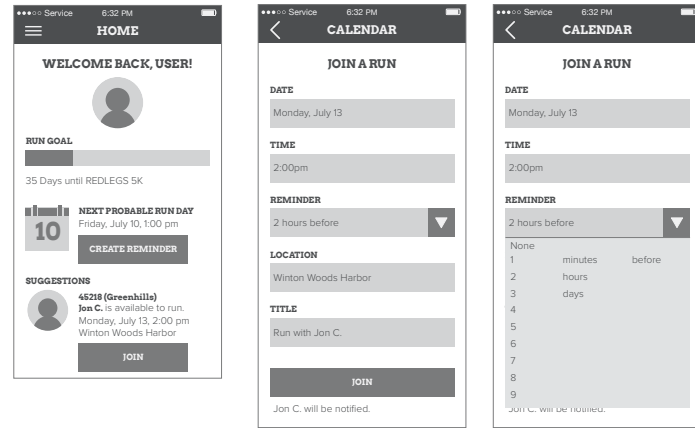 ●●●○○ Service 6:32 PM
HOME
WELCOME BACK, USER!
RUN GOAL
35 Days until REDLEGS 5K
10
NEXT PROBABLE RUN DAY
Friday, July 10, 1:00 pm
CREATE REMINDER
SUGGESTIONS
45218 (Greenhills)
Jon C. is available to run.
Monday, July 13, 2:00 pm
Winton Woods Harbor
JOIN
●●●○○ Service 6:32 PM
CALENDAR
JOIN A RUN
DATE
Monday, July 13
TIME
2:00pm
REMINDER
2 hours before
LOCATION
Winton Woods Harbor
TITLE
Run with Jon C.
JOIN
Jon C. will be notified.
●●●○○ Service 6:32 PM
CALENDAR
JOIN A RUN
DATE
Monday, July 13
TIME
2:00pm
REMINDER
2 hours before
None
1 minutes before
2 hours
3 days
4
5
6
7
8
9
Jon C. will be notified.